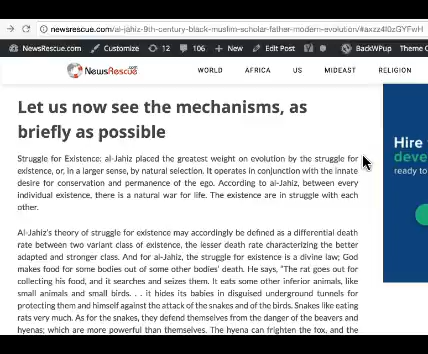 newsrescue.com/al-jahiz-9th-century-black-muslim-scholar-father-modern-evolution/#axzz4I0zGYFwH
NewsRescue.com Customize 12 106 + New Edit Post BackWPup Theme
NewsRescue.com WORLD AFRICA US MIDEAST RELIGION
Let us now see the mechanisms, as
briefly as possible
Struggle for Existence: al-Jahiz placed the greatest weight on evolution by the struggle for
existence, or, in a larger sense, by natural selection. It operates in conjunction with the innate
desire for conservation and permanence of the ego. According to al-Jahiz, between every
individual existence, there is a natural war for life. The existence are in struggle with each
other.
Al-Jahiz's theory of struggle for existence may accordingly be defined as a differential death
rate between two variant class of existence, the lesser death rate characterizing the better
adapted and stronger class. And for al-Jahiz, the struggle for existence is a divine law; God
makes food for some bodies out of some other bodies' death. He says, "The rat goes out for
collecting his food, and it searches and seizes them. It eats some other inferior animals, like
small animals and small birds. . . it hides its babies in disguised underground tunnels for
protecting them and himself against the attack of the snakes and of the birds. Snakes like eating
rats very much. As for the snakes, they defend themselves from the danger of the beavers and
hyenas; which are more powerful than themselves. The hyena can frighten the fox, and the
Hire
deve
ready to